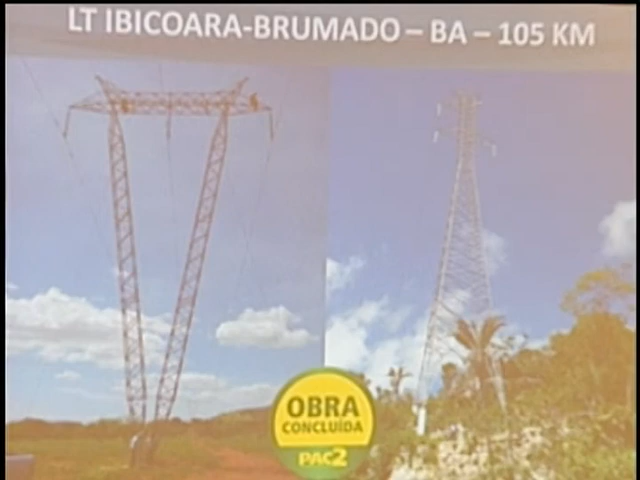 LT IBICOARA-BRUMADO – BA – 105 KM
OBRA
CONCLUÍDA
PAC2